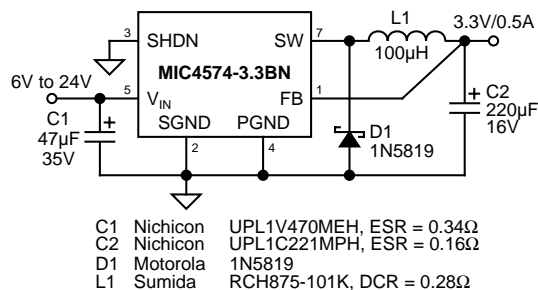 3 SHDN SW 7 L1 3.3V/0.5A
100µH
MIC4574-3.3BN
6V to 24V 5 VIN FB 1
C1 SGND PGND C2
47µF 220µF
35V 2 4 D1 16V
1N5819
C1 Nichicon UPL1V470MEH, ESR = 0.34Ω
C2 Nichicon UPL1C221MPH, ESR = 0.16Ω
D1 Motorola 1N5819
L1 Sumida RCH875-101K, DCR = 0.28Ω